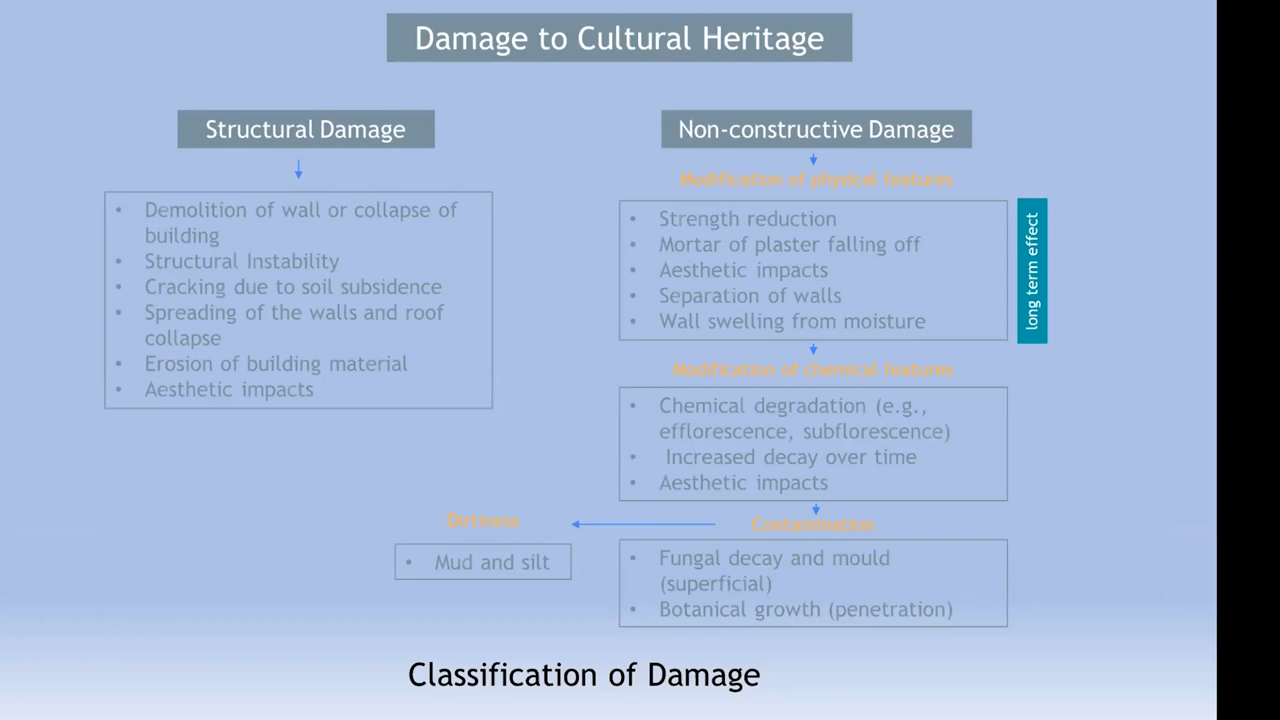 Damage to Cultural Heritage
Structural Damage
• Demolition of wall or collapse of
building
• Structural Instability
• Cracking due to soil subsidence
• Spreading of the walls and roof
collapse
• Erosion of building material
• Aesthetic impacts
Non-constructive Damage
Modification of physical features
• Strength reduction
• Mortar of plaster falling off
• Aesthetic impacts
• Separation of walls
• Wall swelling from moisture
long term effect
Modification of chemical features
• Chemical degradation (e.g.,
efflorescence, subflorescence)
• Increased decay over time
• Aesthetic impacts
Contamination
• Fungal decay and mould
(superficial)
• Botanical growth (penetration)
Dirtiness
• Mud and silt
Classification of Damage